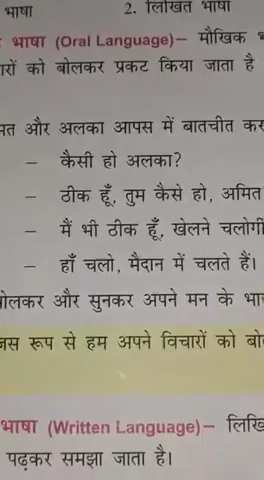 भाषा 2. लिखित भाषा
भाषा (Oral Language)– मौखिक
को बोलकर प्रकट किया जाता है
और अलका आपस में बातचीत कर
– कैसी हो अलका?
– ठीक हूँ, तुम कैसे हो, अमित
– मैं भी ठीक हूँ, खेलने चलोगी
– हाँ चलो, मैदान में चलते हैं।
और सुनकर अपने मन के
रूप से हम अपने विचारों को
भाषा (Written Language)–
पढ़कर समझा जाता है।